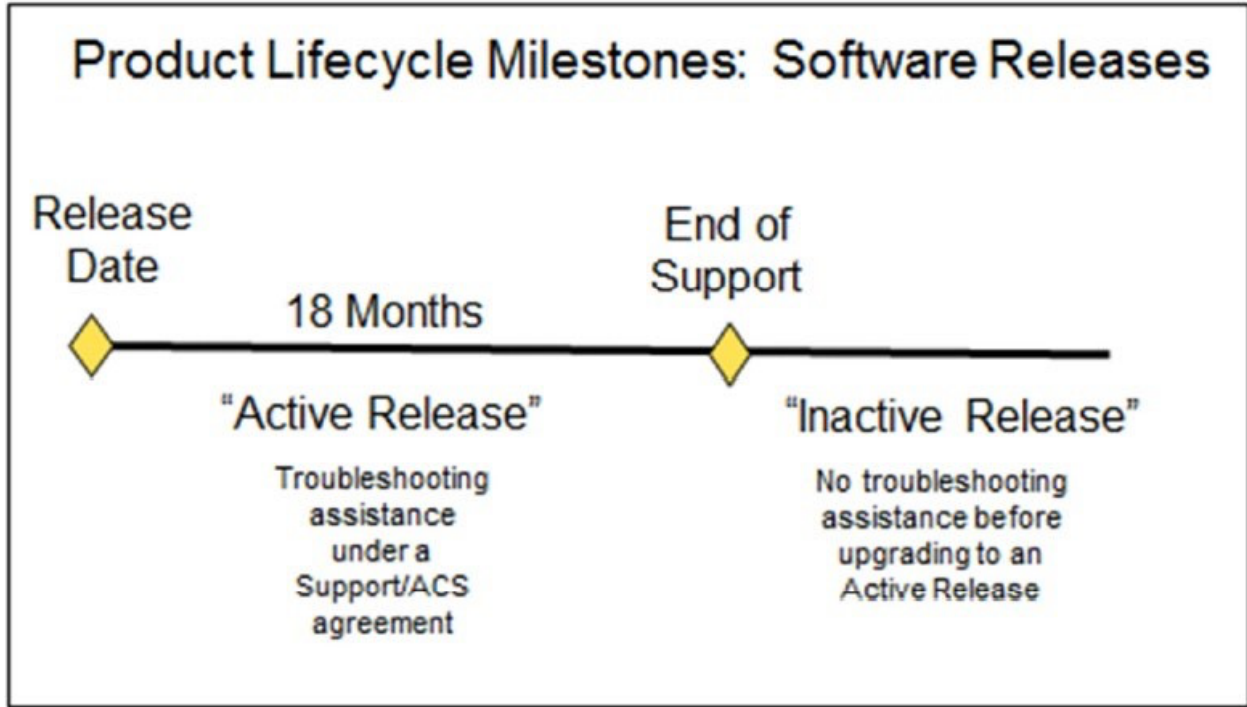 Product Lifecycle Milestones: Software Releases
Release
Date
18 Months
End of
Support
“Active Release”
Troubleshooting
assistance
under a
Support/ACS
agreement
“Inactive Release”
No troubleshooting
assistance before
upgrading to an
Active Release